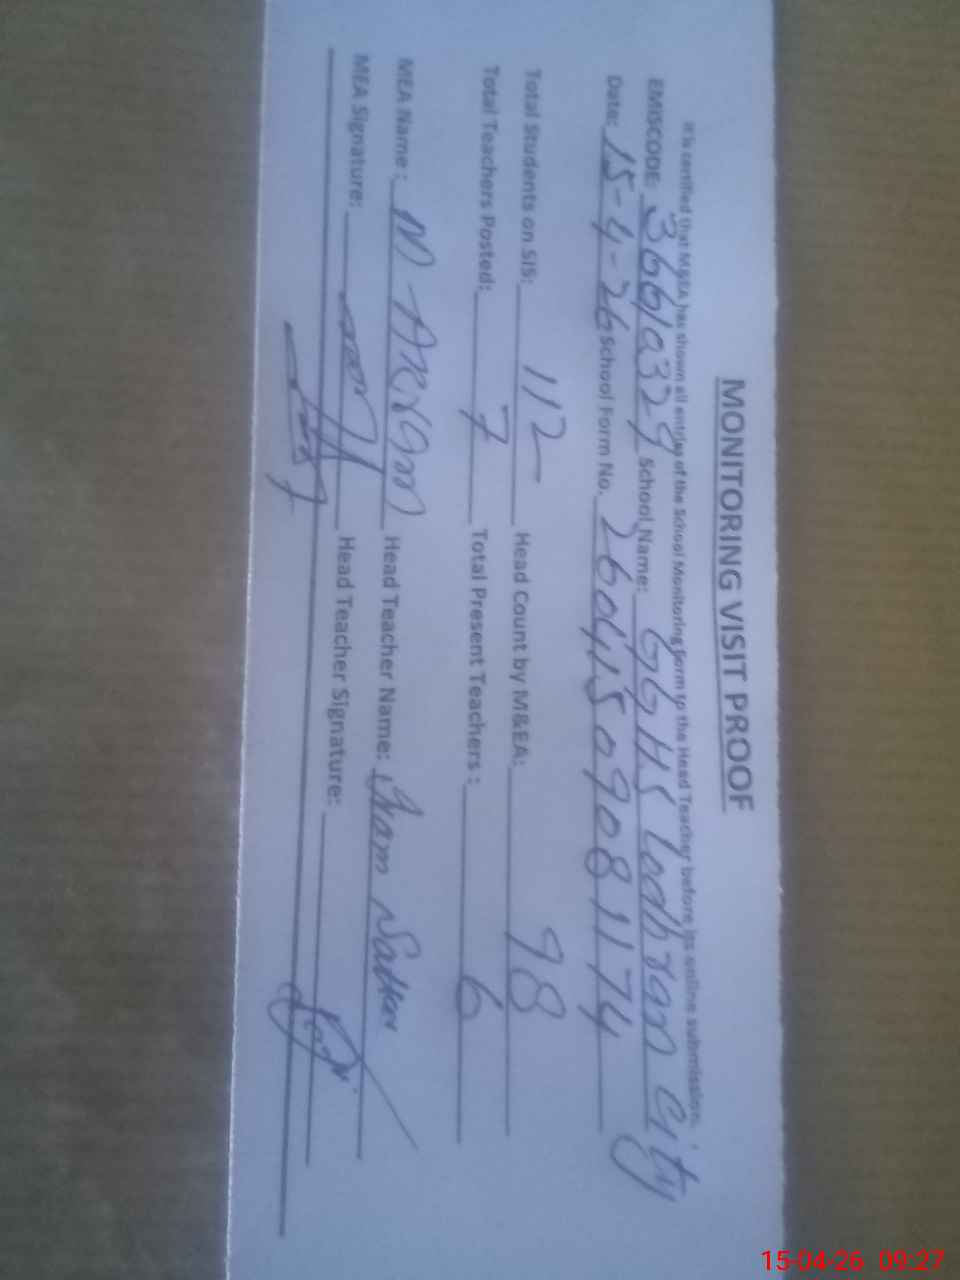 MONITORING VISIT PROOF
It is certified that M&EA has shown all entries of the School Monitoring Form to the Head Teacher before its online submission.
EMISCODE: 36610329 School Name: GGHS Lodhran City
Date: 15-4-26 School Form No. 26041509081174
Total Students on SIS: 112 Head Count by M&EA: 98
Total Teachers Posted: 7 Total Present Teachers : 6
MEA Name : M. Head Teacher Name:
MEA Signature: Head Teacher Signature:
15-04-26 09:27